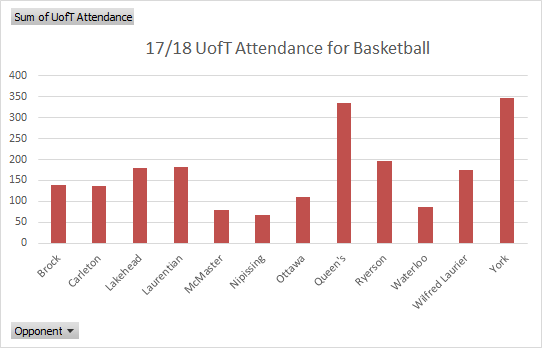 Sum of UofT Attendance
17/18 UofT Attendance for Basketball
400
350
300
250
200
150
100
50
0
Brock
Carleton
Lakehead
Laurentian
McMaster
Nipissing
Ottawa
Queen's
Ryerson
Waterloo
Wilfred Laurier
York
Opponent